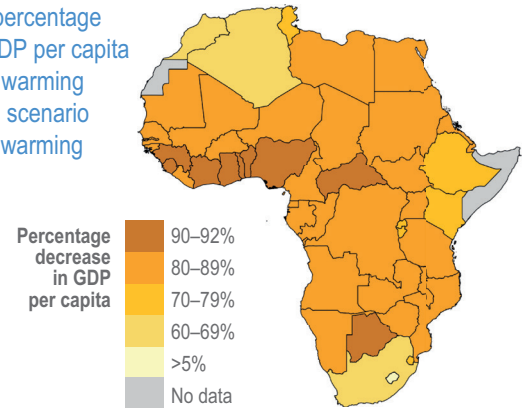 percentage
GDP per capita
warming
scenario
warming
Percentage
decrease
in GDP
per capita
90–92%
80–89%
70–79%
60–69%
>5%
No data